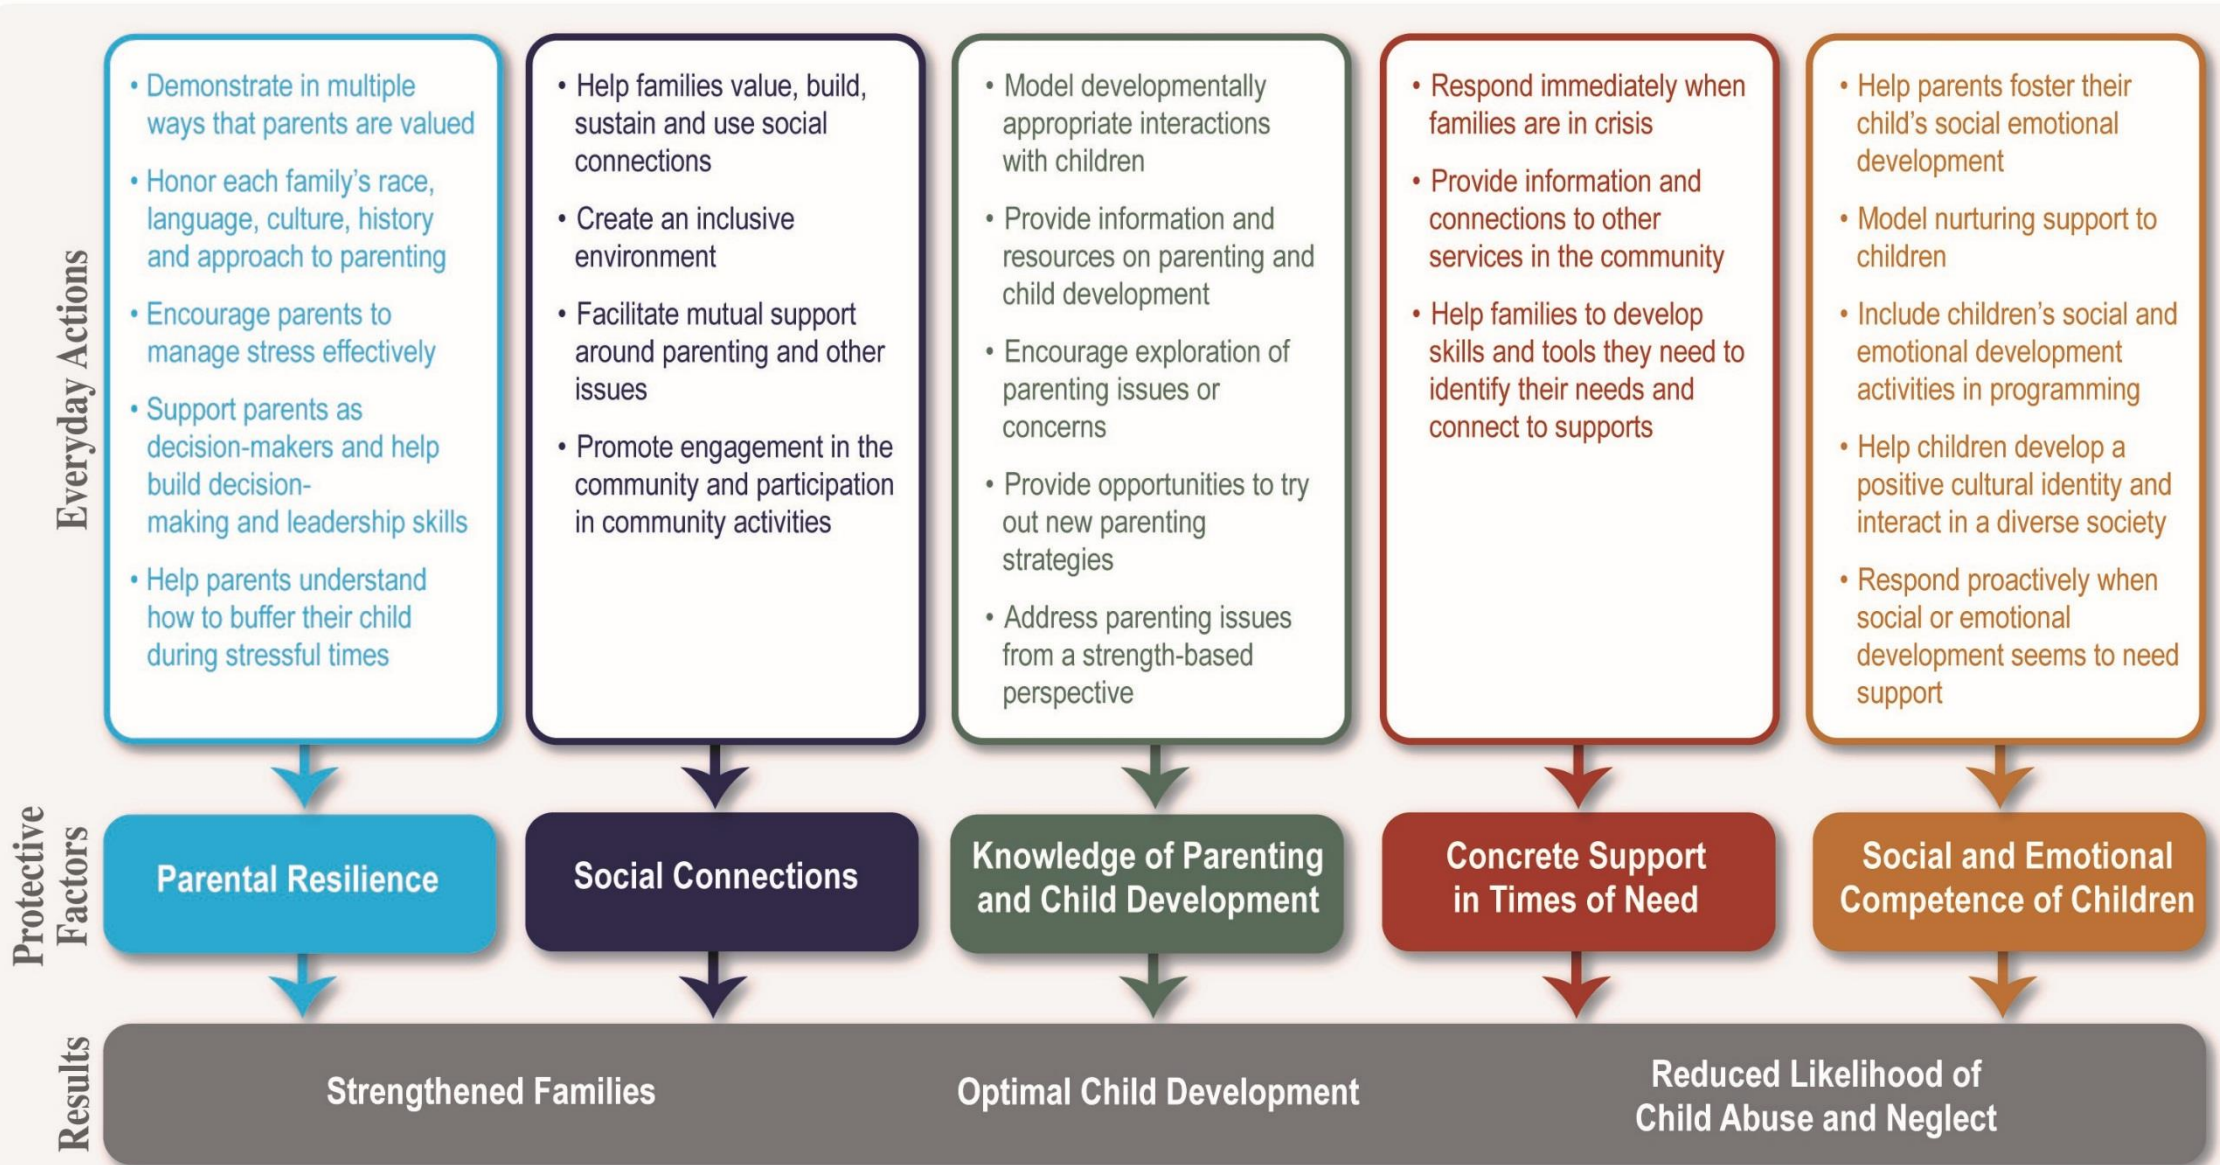 Everyday Actions
• Demonstrate in multiple
ways that parents are valued
• Honor each family’s race,
language, culture, history
and approach to parenting
• Encourage parents to
manage stress effectively
• Support parents as
decision-makers and help
build decision-
making and leadership skills
• Help parents understand
how to buffer their child
during stressful times
• Help families value, build,
sustain and use social
connections
• Create an inclusive
environment
• Facilitate mutual support
around parenting and other
issues
• Promote engagement in the
community and participation
in community activities
• Model developmentally
appropriate interactions
with children
• Provide information and
resources on parenting and
child development
• Encourage exploration of
parenting issues or
concerns
• Provide opportunities to try
out new parenting
strategies
• Address parenting issues
from a strength-based
perspective
• Respond immediately when
families are in crisis
• Provide information and
connections to other
services in the community
• Help families to develop
skills and tools they need to
identify their needs and
connect to supports
• Help parents foster their
child’s social emotional
development
• Model nurturing support to
children
• Include children’s social and
emotional development
activities in programming
• Help children develop a
positive cultural identity and
interact in a diverse society
• Respond proactively when
social or emotional
development seems to need
support
Protective
Factors
Parental Resilience
Social Connections
Knowledge of Parenting
and Child Development
Concrete Support
in Times of Need
Social and Emotional
Competence of Children
Results
Strengthened Families
Optimal Child Development
Reduced Likelihood of
Child Abuse and Neglect